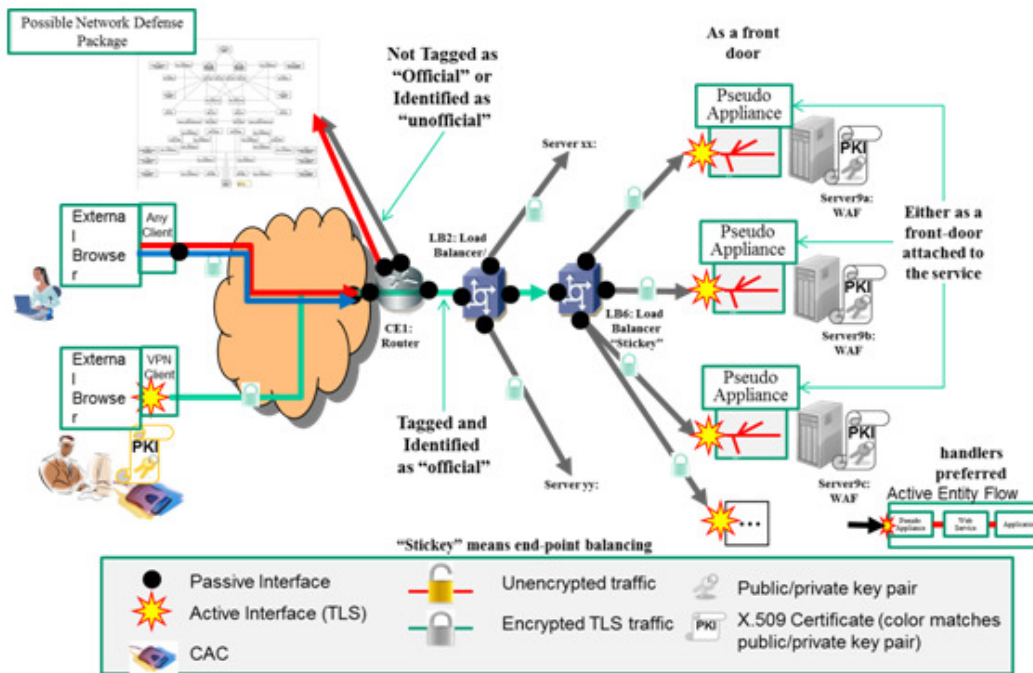 Possible Network Defense
Package
Not Tagged as
“Official” or
Identified as
“unofficial”
As a front
door
Pseudo
Appliance
PKI
Server9a:
WAF
Server xx:
Externa
l
Browse
r
Any
Client
LB2: Load
Balancer/
CE1:
Router
LB6: Load
Balancer
“Stickey”
Pseudo
Appliance
PKI
Server9b:
WAF
Either as a
front-door
attached to
the service
Externa
l
Browse
r
VPN
Client
PKI
Tagged and
Identified
as “official”
Server yy:
Pseudo
Appliance
PKI
Server9c:
WAF
...
handlers
preferred
Active Entity Flow
Pseudo
Appliance
Web
Service
Application
“Stickey” means end-point balancing
Passive Interface
Active Interface (TLS)
CAC
Unencrypted traffic
Encrypted TLS traffic
Public/private key pair
PKI
X.509 Certificate (color matches
public/private key pair)